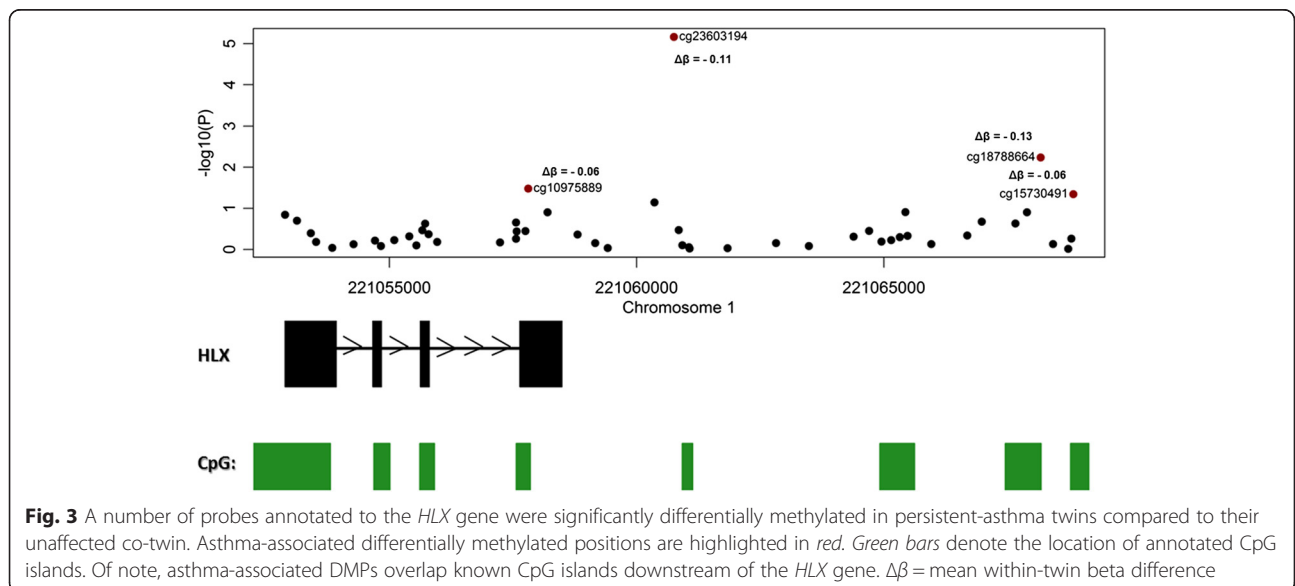 5
4
3
2
1
0
-log10(P)
cg23603194
Δβ = - 0.11
Δβ = - 0.13
cg18788664
Δβ = - 0.06
cg15730491
Δβ = - 0.06
cg10975889
221055000 221060000 221065000
Chromosome 1
HLX
CpG:
Fig. 3 A number of probes annotated to the HLX gene were significantly differentially methylated in persistent-asthma twins compared to their
unaffected co-twin. Asthma-associated differentially methylated positions are highlighted in red. Green bars denote the location of annotated CpG
islands. Of note, asthma-associated DMPs overlap known CpG islands downstream of the HLX gene. Δβ = mean within-twin beta difference